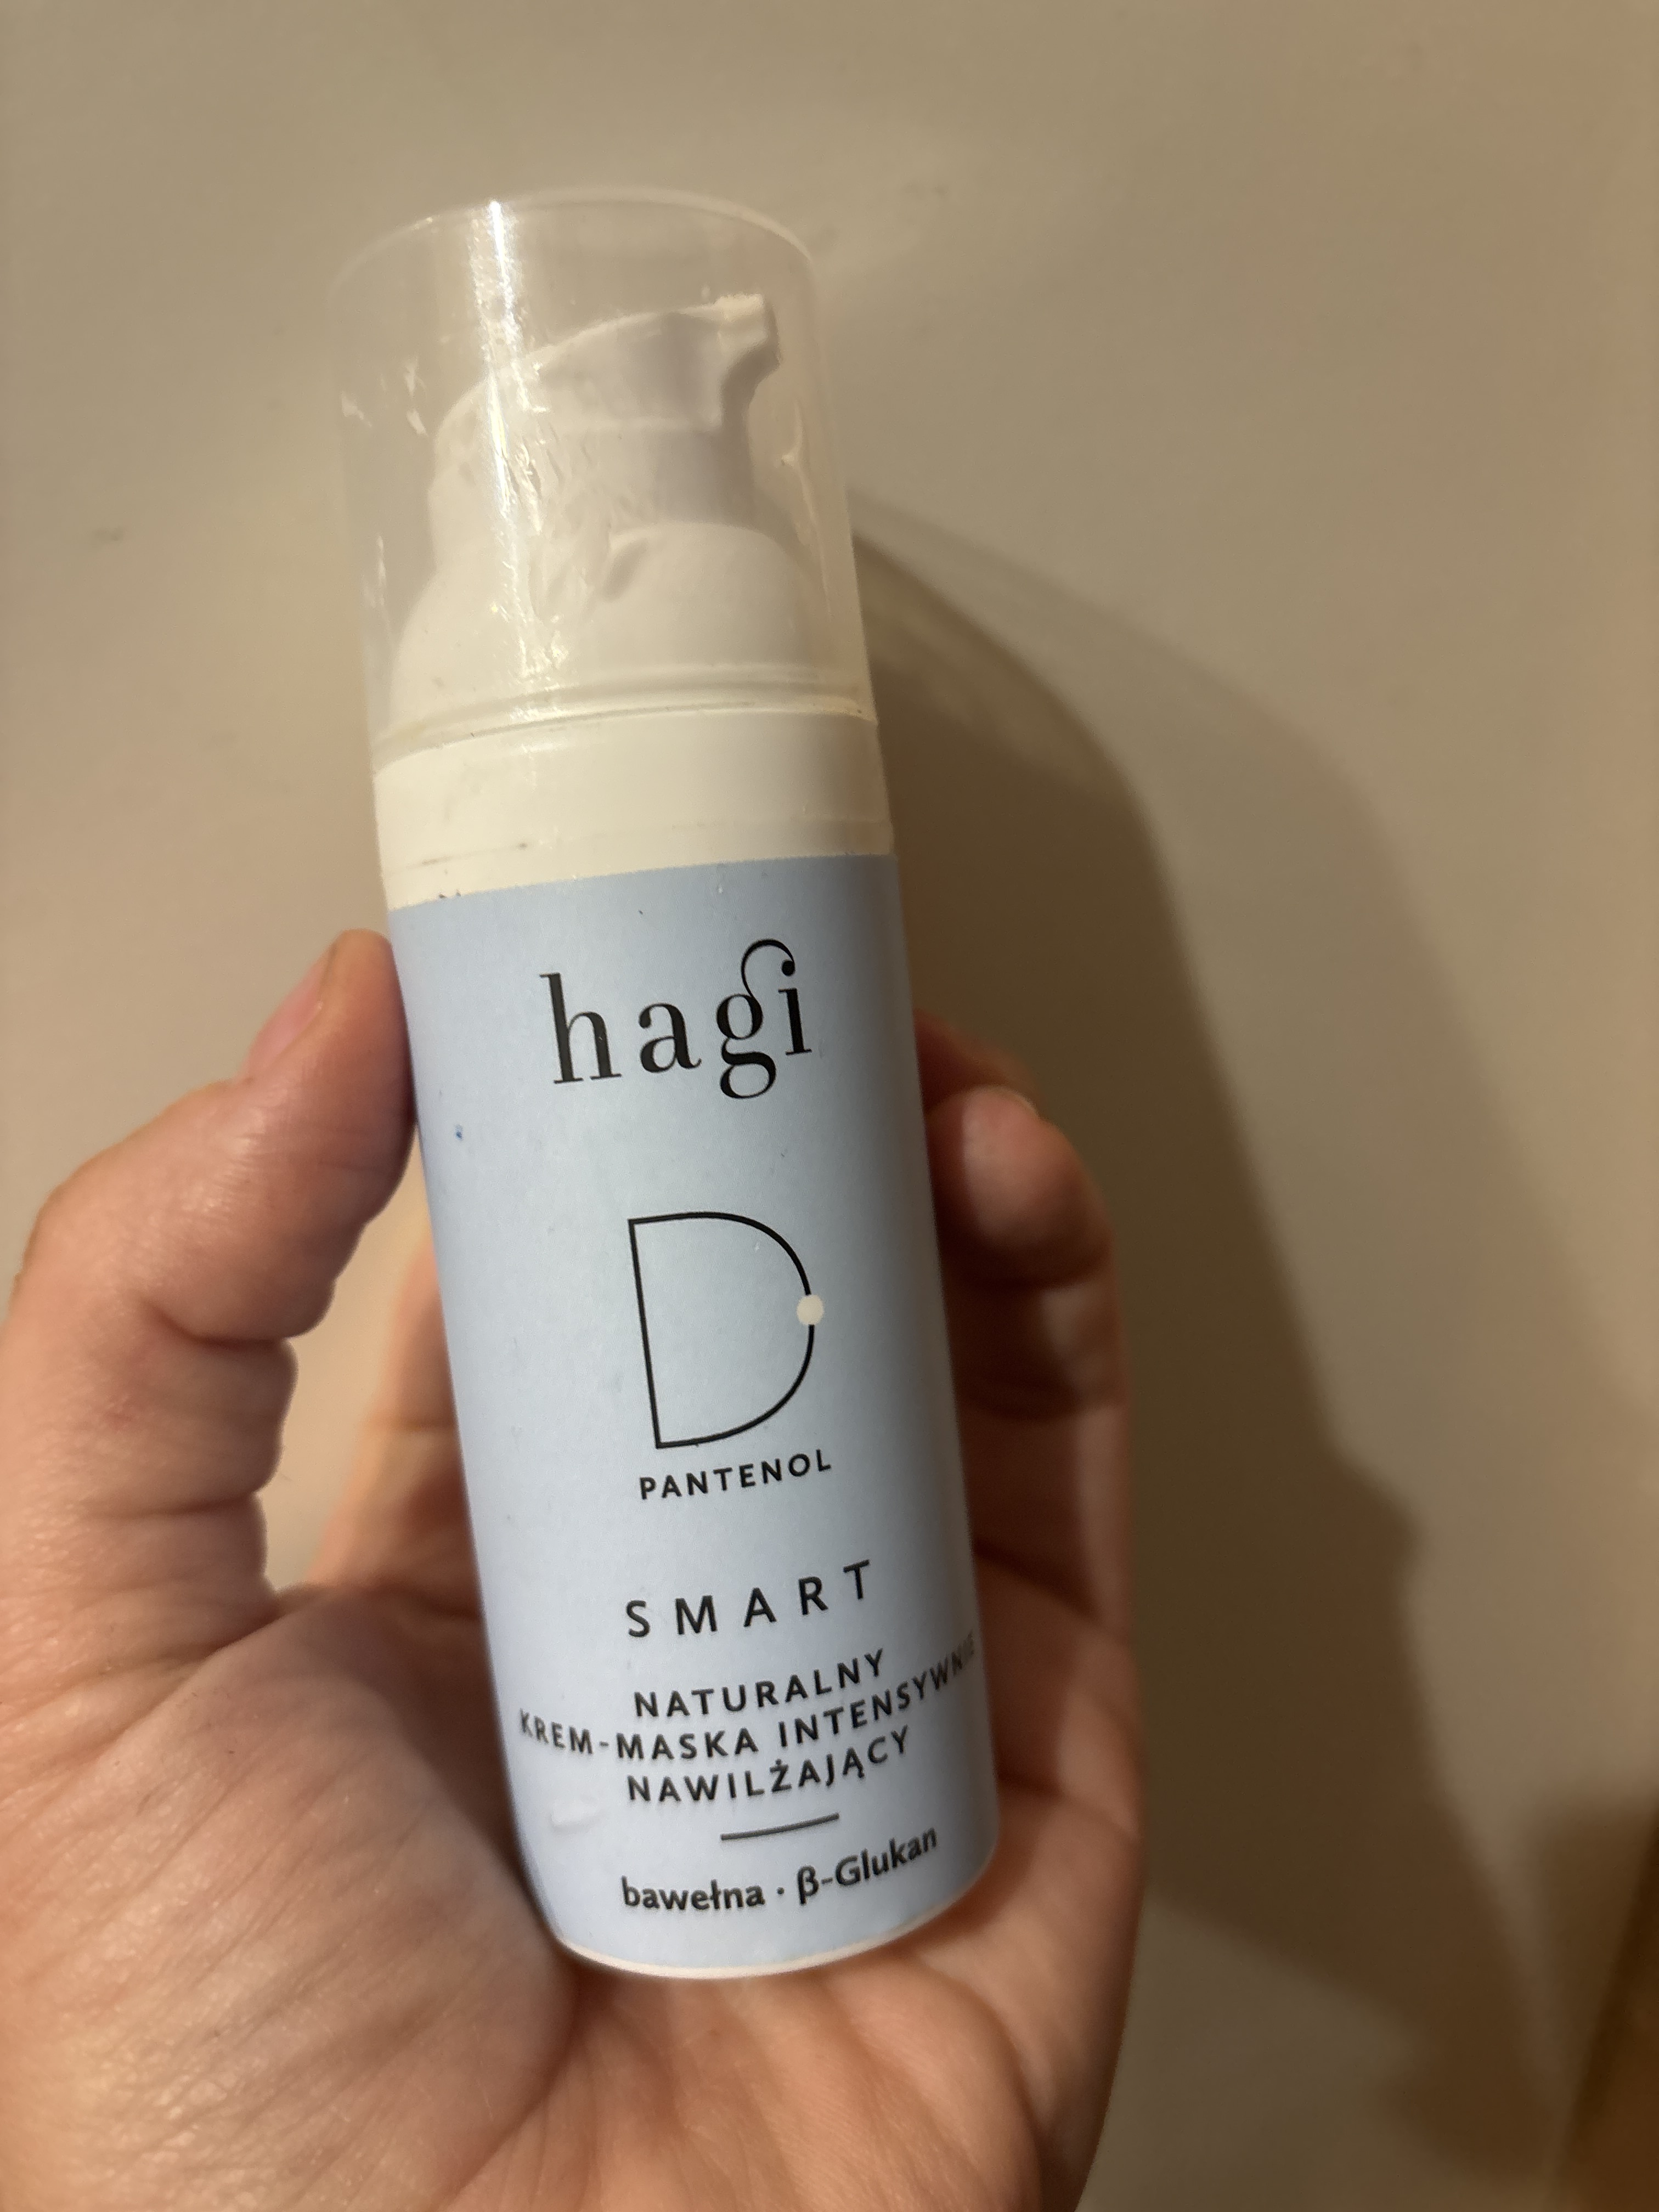 hagi
D
PANTENOL
SMART
NATURALNY
KREM-MASKA INTENSYWNIE
NAWILŻAJĄCY
bawełna · β-Glukan